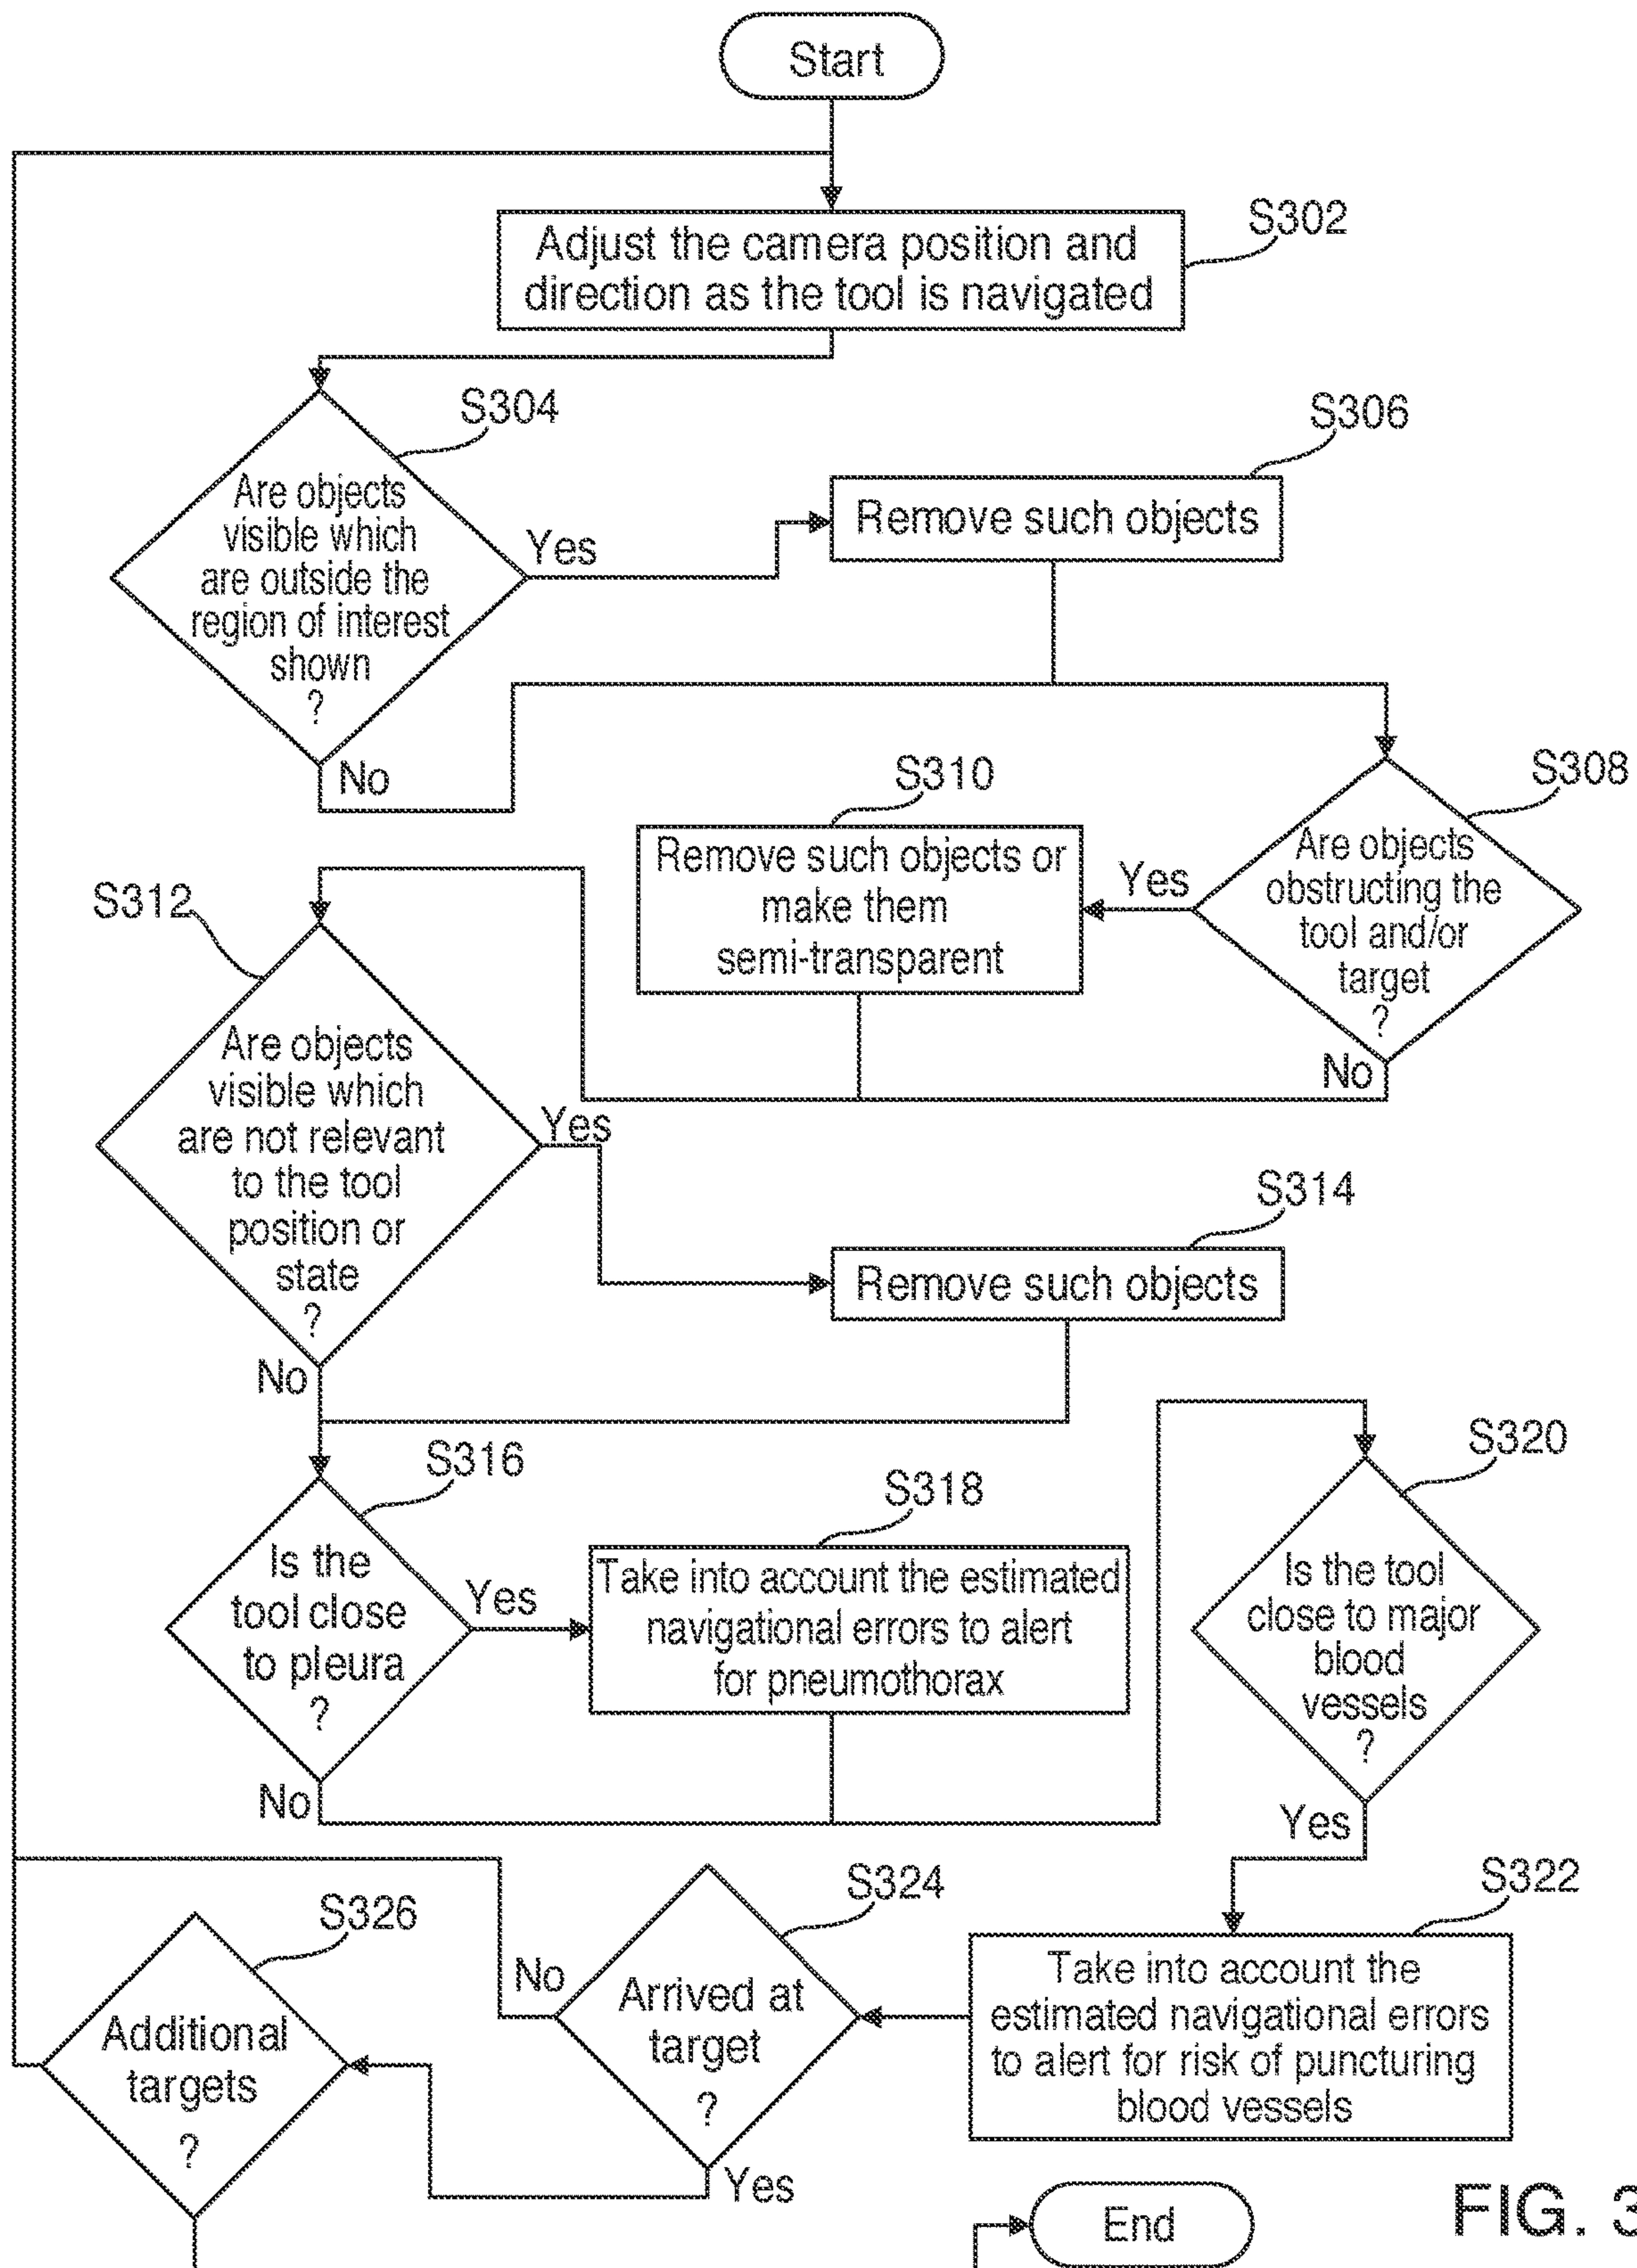 Start
S302
Adjust the camera position and
direction as the tool is navigated
S304
Are objects
visible which
are outside the
region of interest
shown
?
Yes
No
S306
Remove such objects
S308
Are objects
obstructing the
tool and/or
target
?
Yes
No
S310
Remove such objects or
make them
semi-transparent
S312
Are objects
visible which
are not relevant
to the tool
position or
state
?
Yes
No
S314
Remove such objects
S316
Is the
tool close
to pleura
?
Yes
No
S318
Take into account the estimated
navigational errors to alert
for pneumothorax
S320
Is the tool
close to major
blood
vessels
?
Yes
S322
Take into account the
estimated navigational errors
to alert for risk of puncturing
blood vessels
S324
Arrived at
target
?
No
Yes
S326
Additional
targets
?
End
FIG. 3